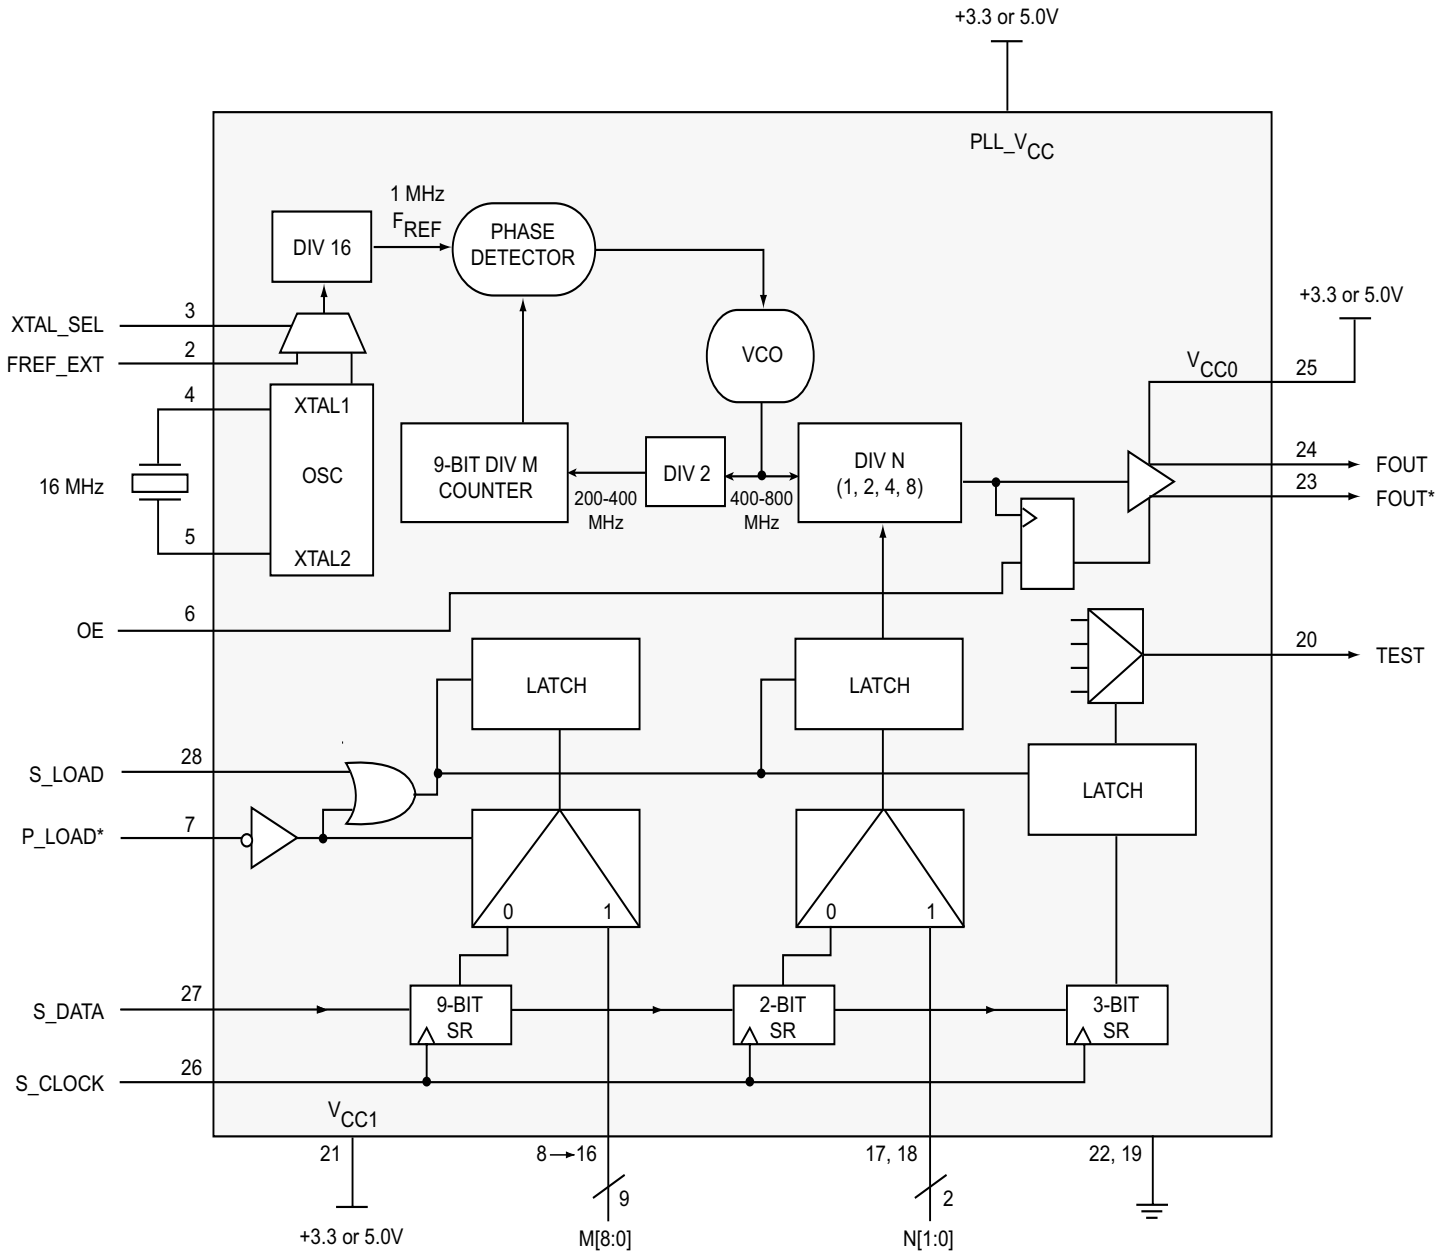 +3.3 or 5.0V
PLL_VCC
1 MHz
FREF
DIV 16
PHASE
DETECTOR
XTAL_SEL
3
FREF_EXT
2
+3.3 or 5.0V
VCO
VCC0
25
4
XTAL1
16 MHz
OSC
9-BIT DIV M
COUNTER
200-400
MHz
DIV 2
400-800
MHz
DIV N
(1, 2, 4, 8)
24
FOUT
23
FOUT*
5
XTAL2
OE
6
20
TEST
LATCH
LATCH
S_LOAD
28
LATCH
P_LOAD*
7
0
1
0
1
S_DATA
27
9-BIT
SR
2-BIT
SR
3-BIT
SR
S_CLOCK
26
VCC1
21
8→16
17, 18
22, 19
9
2
+3.3 or 5.0V
M[8:0]
N[1:0]